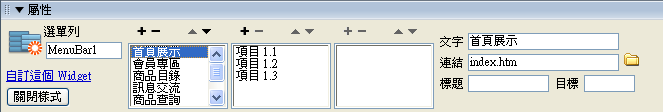 屬性
選單列
MenuBar1
自訂這個 Widget
關閉樣式
首頁展示
會員專區
商品目錄
訊息交流
商品查詢
項目 1.1
項目 1.2
項目 1.3
文字 首頁展示
連結 index.htm
標題 目標